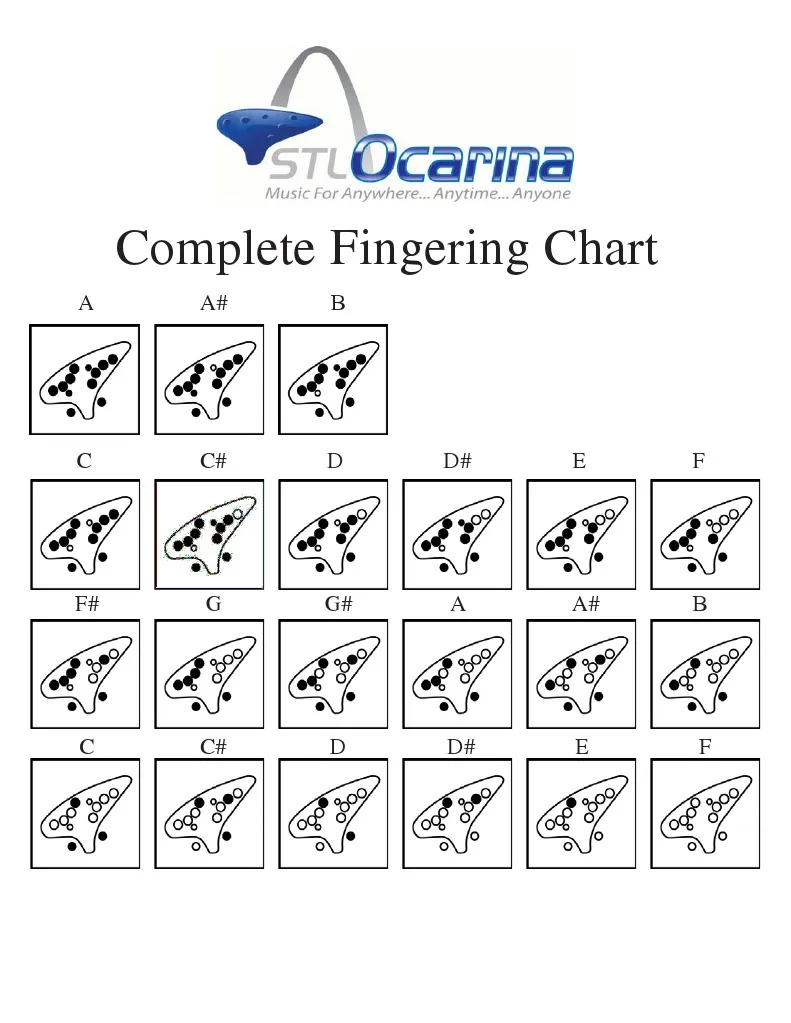 STL Ocarina
Music For Anywhere... Anytime... Anyone
Complete Fingering Chart
A A# B
C C# D D# E F
F# G G# A A# B
C C# D D# E F